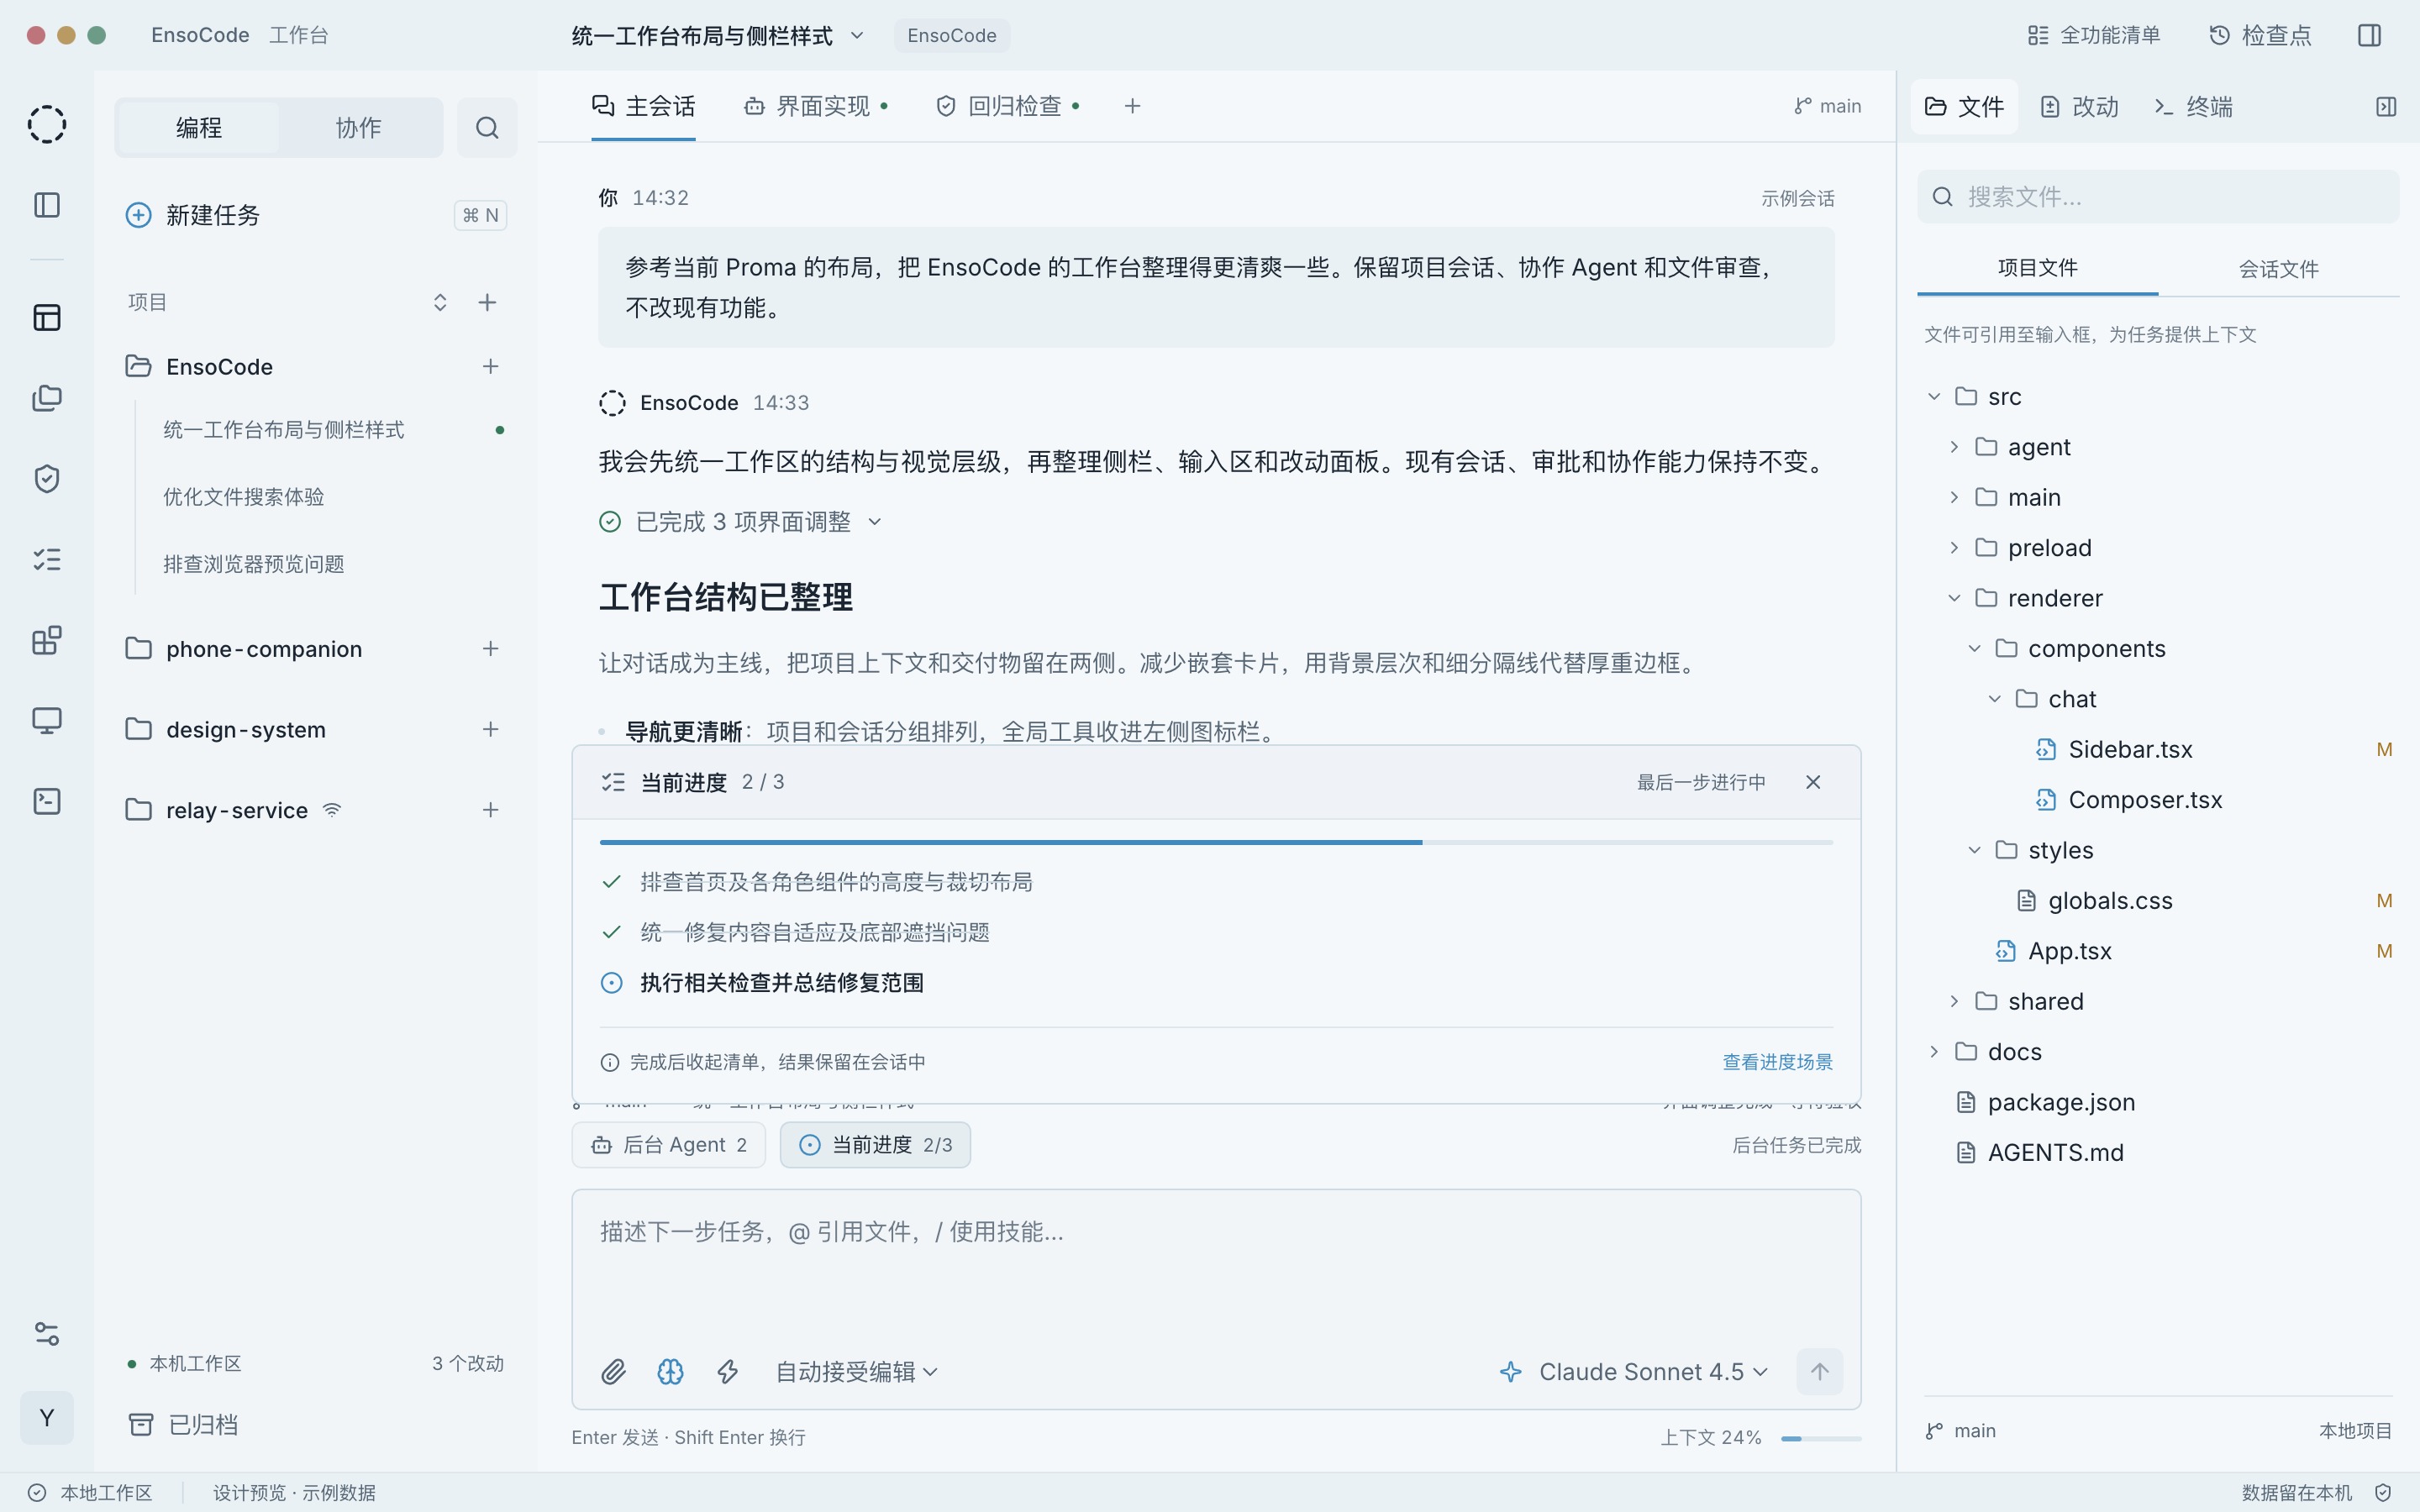 EnsoCode 工作台
统一工作台布局与侧栏样式 EnsoCode
全功能清单 检查点
编程 协作
新建任务 ⌘ N
项目
EnsoCode
统一工作台布局与侧栏样式
优化文件搜索体验
排查浏览器预览问题
phone-companion
design-system
relay-service
本机工作区 3 个改动
Y
已归档
主会话 界面实现 回归检查 main
你 14:32 示例会话
参考当前 Proma 的布局，把 EnsoCode 的工作台整理得更清爽一些。保留项目会话、协作 Agent 和文件审查，
不改现有功能。
EnsoCode 14:33
我会先统一工作区的结构与视觉层级，再整理侧栏、输入区和改动面板。现有会话、审批和协作能力保持不变。
已完成 3 项界面调整
工作台结构已整理
让对话成为主线，把项目上下文和交付物留在两侧。减少嵌套卡片，用背景层次和细分隔线代替厚重边框。
导航更清晰：项目和会话分组排列，全局工具收进左侧图标栏。
当前进度 2 / 3 最后一步进行中
排查首页及各角色组件的高度与裁切布局
统一修复内容自适应及底部遮挡问题
执行相关检查并总结修复范围
完成后收起清单，结果保留在会话中 查看进度场景
后台 Agent 2 当前进度 2/3 后台任务已完成
描述下一步任务，@ 引用文件，/ 使用技能...
自动接受编辑 Claude Sonnet 4.5
Enter 发送 · Shift Enter 换行 上下文 24%
文件 改动 终端
搜索文件...
项目文件 会话文件
文件可引用至输入框，为任务提供上下文
src
agent
main
preload
renderer
components
chat
Sidebar.tsx M
Composer.tsx
styles
globals.css M
App.tsx M
shared
docs
package.json
AGENTS.md
main 本地项目
本地工作区 设计预览 · 示例数据 数据留在本机